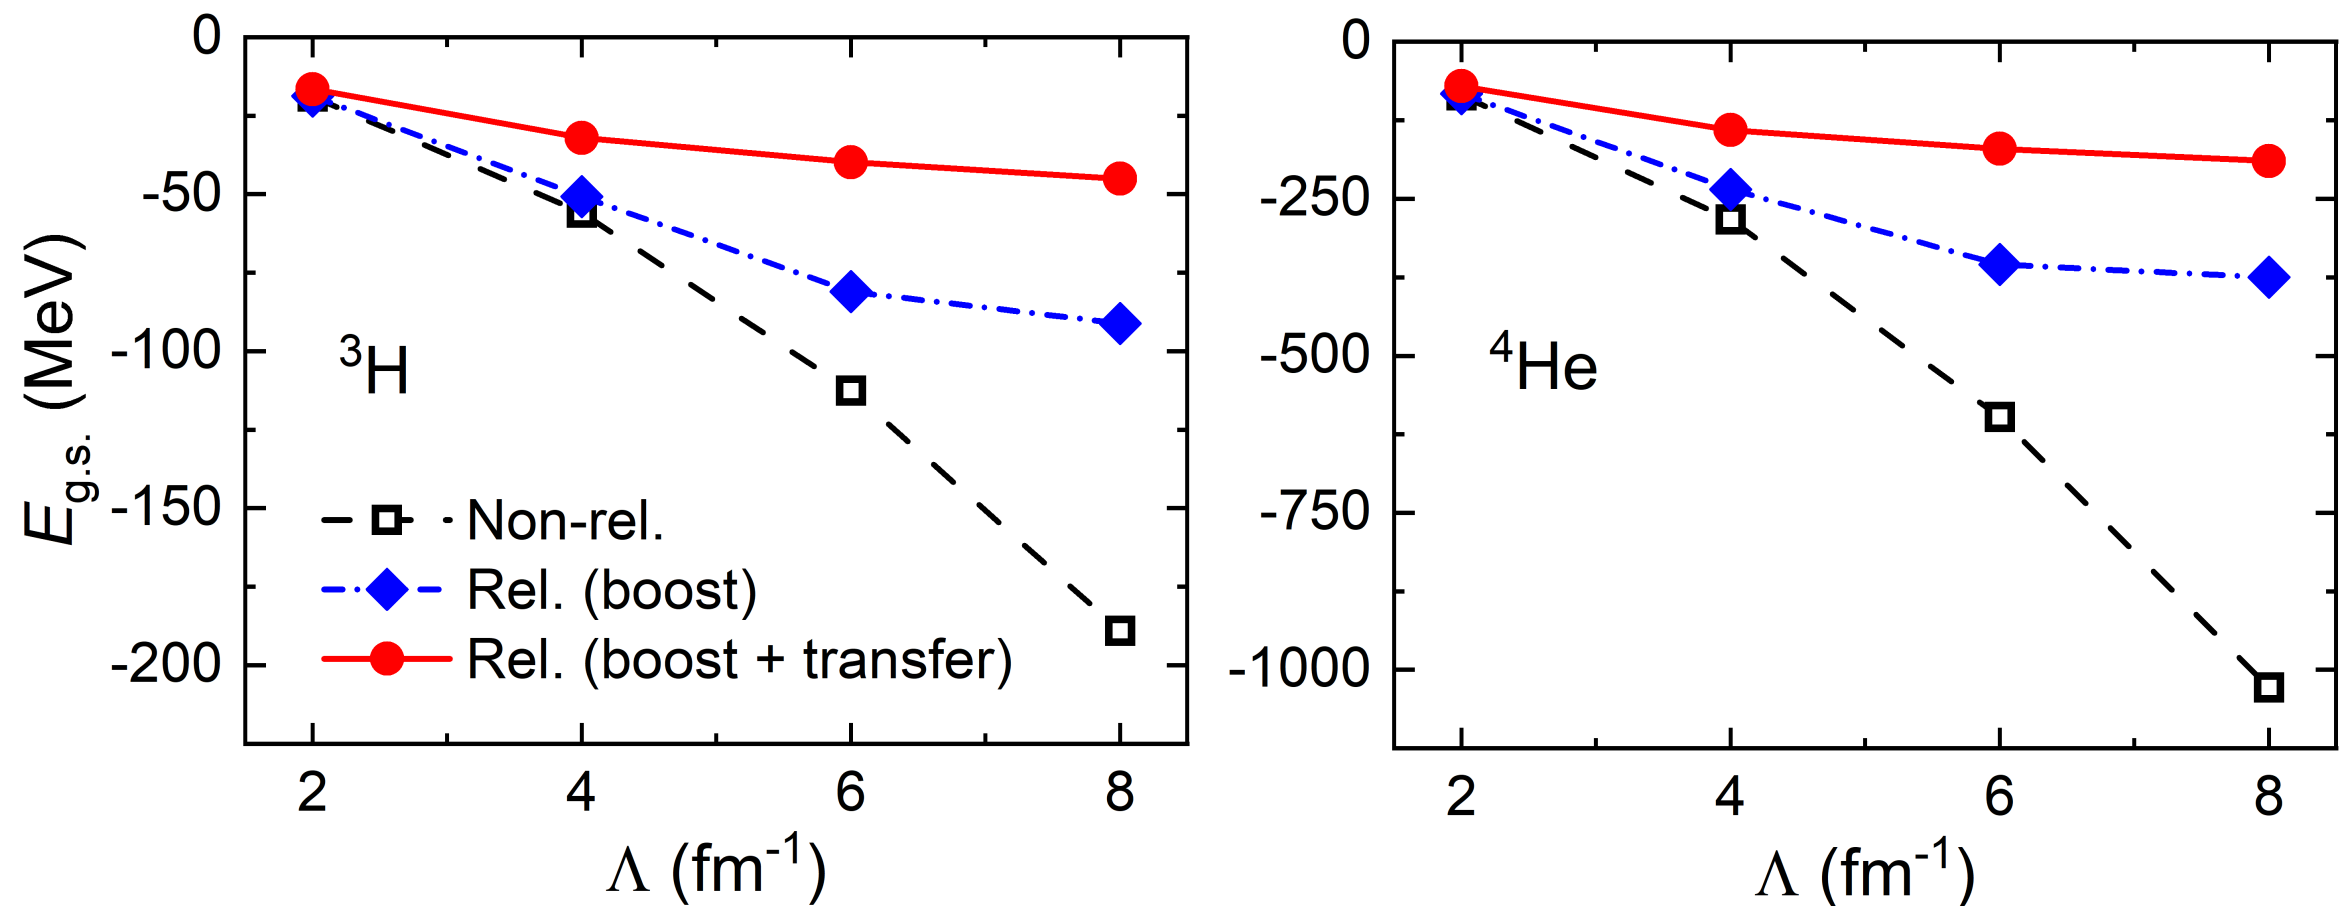 0
-50
-100
-150
-200
E_g.s. (MeV)
³H
Non-rel.
Rel. (boost)
Rel. (boost + transfer)
2 4 6 8
Λ (fm⁻¹)
0
-250
-500
-750
-1000
⁴He
2 4 6 8
Λ (fm⁻¹)